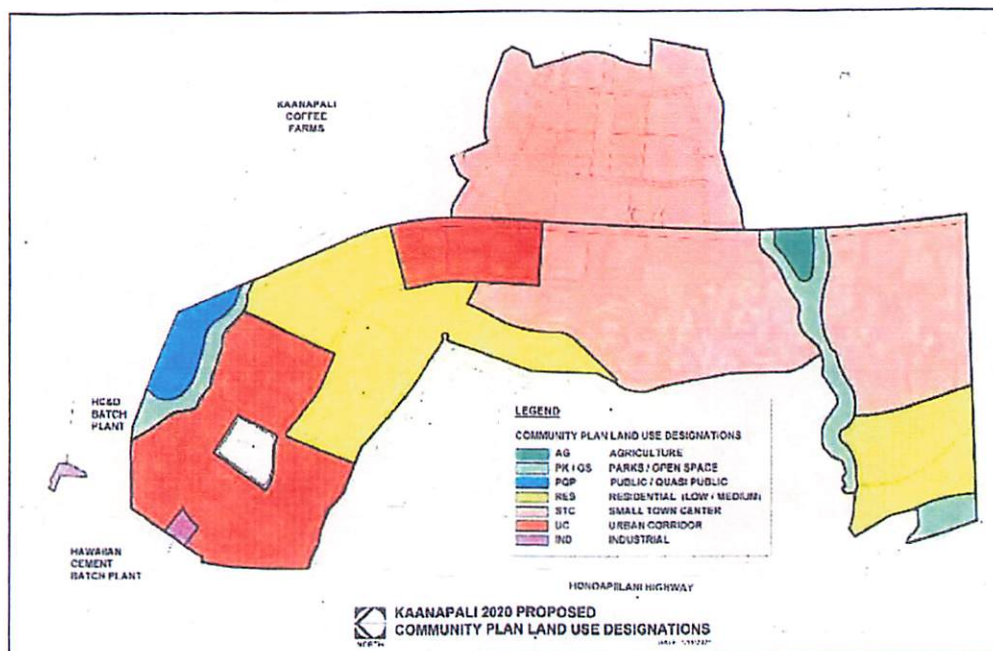 KAANAPALI
COFFEE
FARMS
HC&D
BATCH
PLANT
HAWAIIAN
CEMENT
BATCH PLANT
LEGEND
COMMUNITY PLAN LAND USE DESIGNATIONS
AG AGRICULTURE
PK / OS PARKS / OPEN SPACE
PQP PUBLIC / QUASI PUBLIC
RES RESIDENTIAL (LOW / MEDIUM)
STC SMALL TOWN CENTER
UC URBAN CORRIDOR
IND INDUSTRIAL
HONOAPIILANI HIGHWAY
KAANAPALI 2020 PROPOSED
COMMUNITY PLAN LAND USE DESIGNATIONS
NORTH